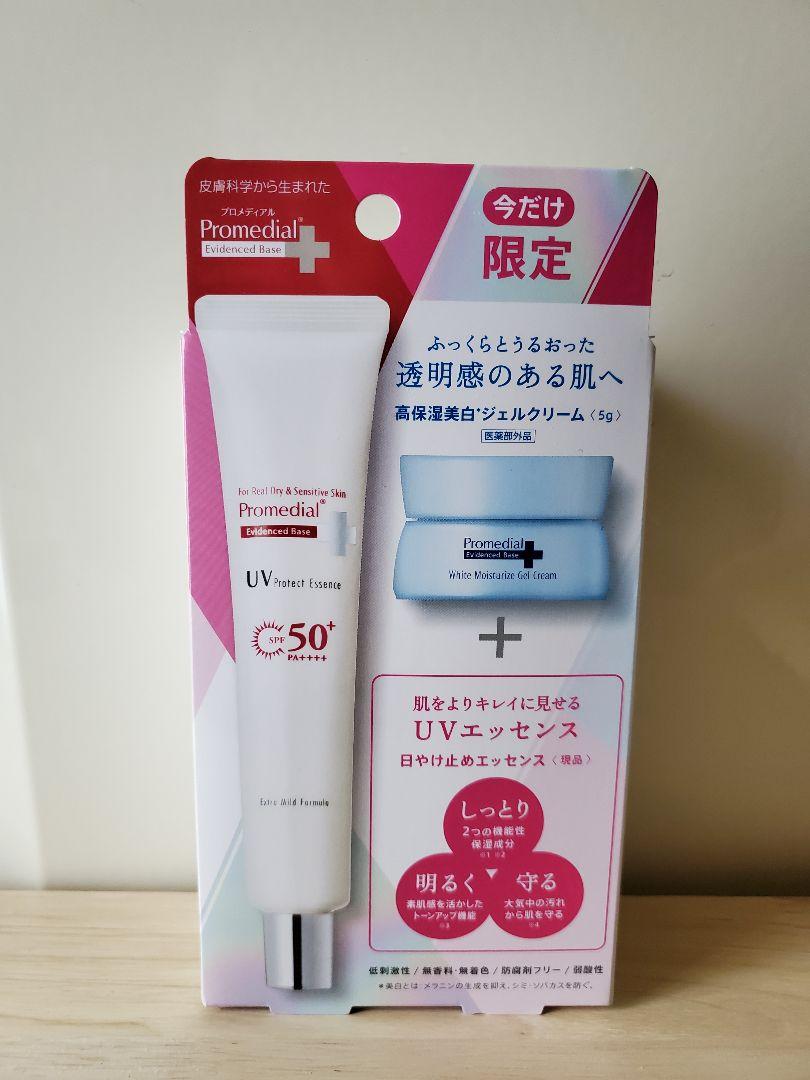 皮膚科学から生まれた
プロメディアル
Promedial®
Evidenced Base
今だけ
限定
ふっくらとうるおった
透明感のある肌へ
高保湿美白*ジェルクリーム〈5g〉
医薬部外品
Promedial
Evidenced Base
White Moisturize Gel Cream
+
For Real Dry & Sensitive Skin
Promedial®
Evidenced Base
UV Protect Essence
SPF 50+
PA++++
Extra Mild Formula
肌をよりキレイに見せる
UVエッセンス
日やけ止めエッセンス〈現品〉
しっとり
2つの機能性
保湿成分
※1 ※2
明るく
素肌感を活かした
トーンアップ機能
※3
守る
大気中の汚れ
から肌を守る
※4
低刺激性 / 無香料・無着色 / 防腐剤フリー / 弱酸性
*美白とは メラニンの生成を抑え、シミ・ソバカスを防ぐ。